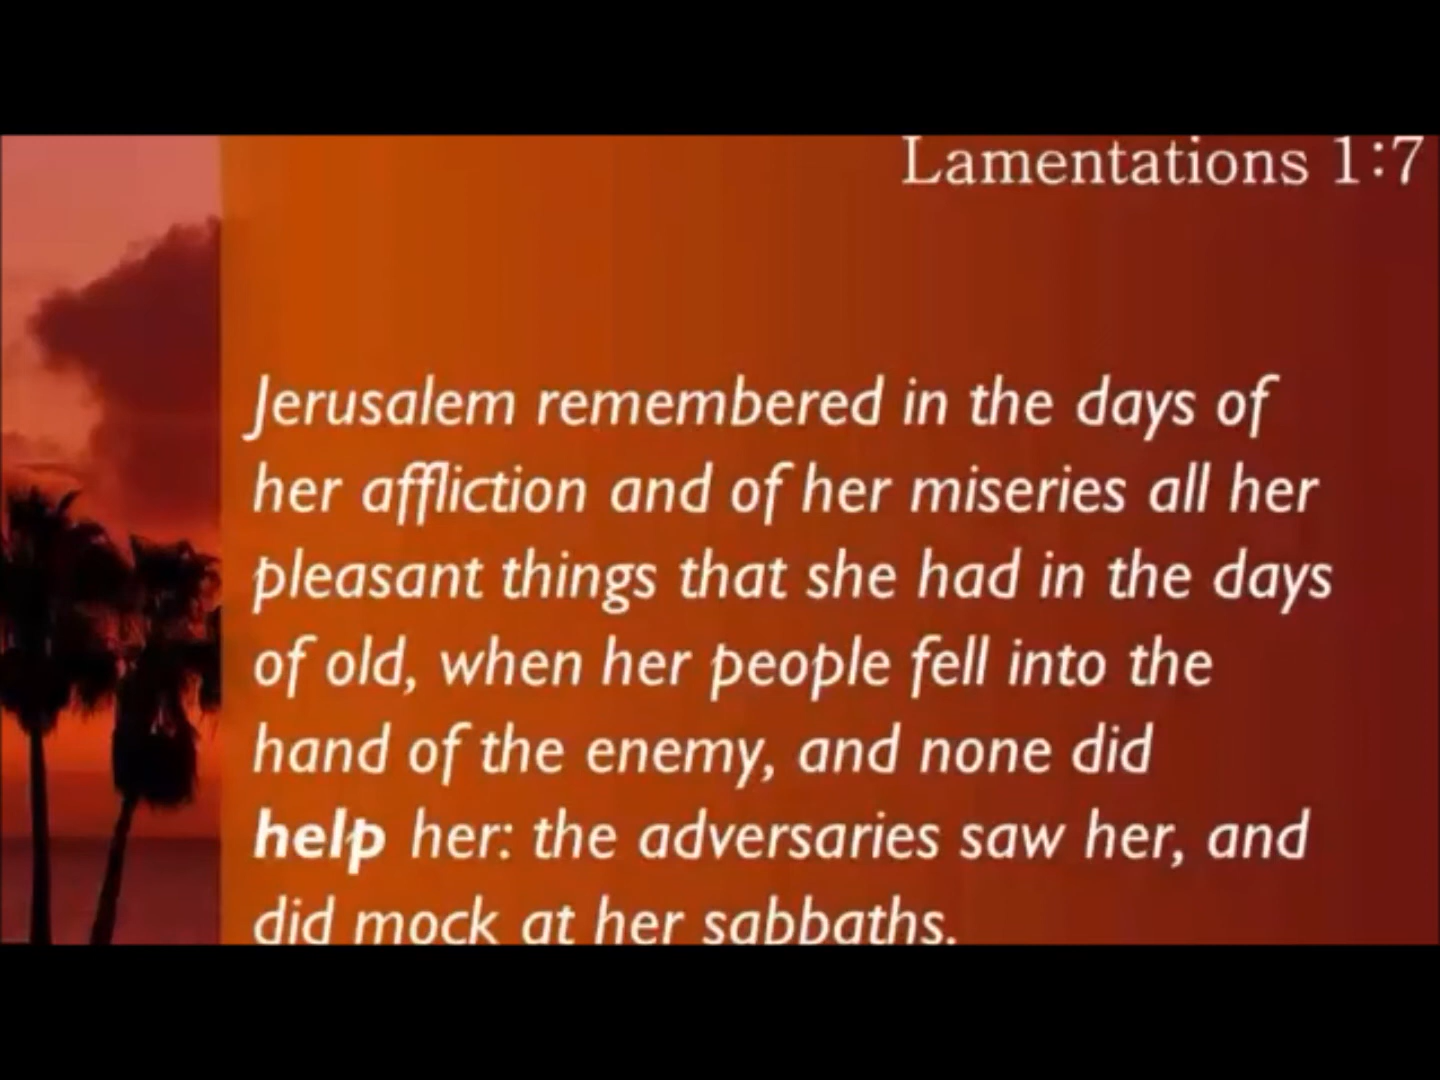 Lamentations 1:7
Jerusalem remembered in the days of
her affliction and of her miseries all her
pleasant things that she had in the days
of old, when her people fell into the
hand of the enemy, and none did
help her: the adversaries saw her, and
did mock at her sabbaths.